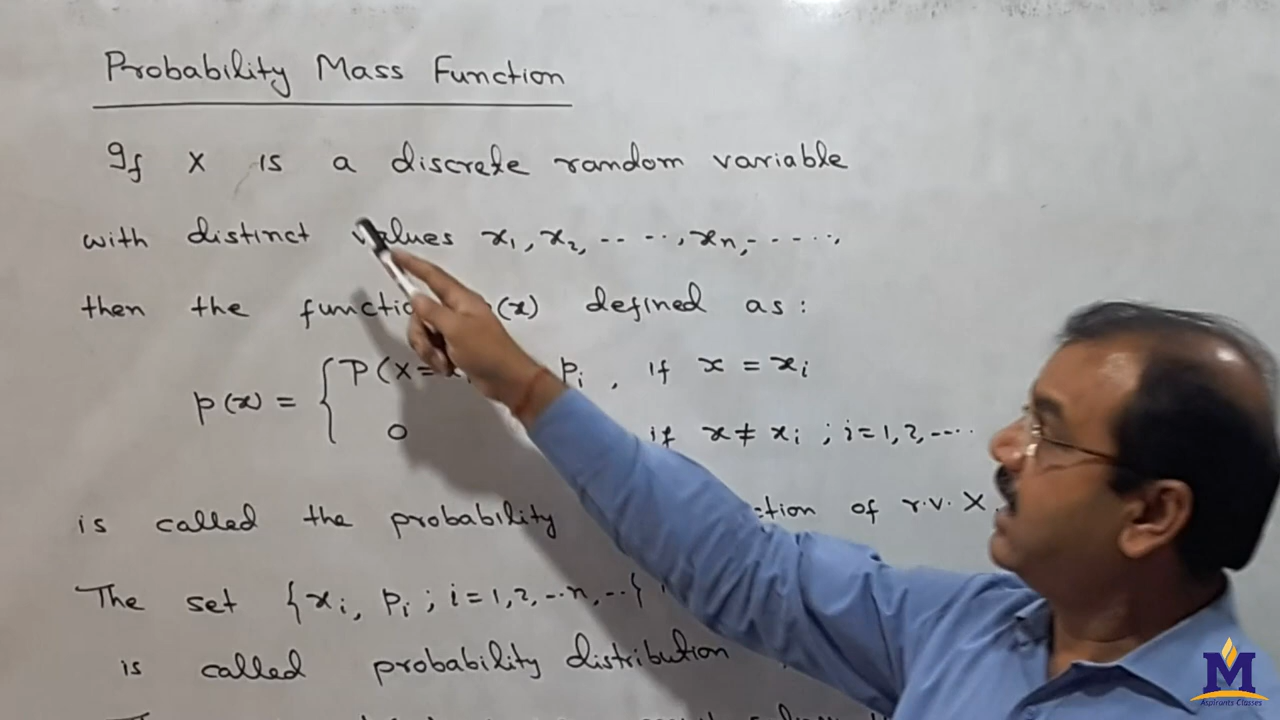 Probability Mass Function
If X is a discrete random variable
with distinct values x₁, x₂, -- --, xₙ, - - - - -,
then the (x) defined as:
p(x) = { P(X= pᵢ , if x = xᵢ
0 if x ≠ xᵢ ; i=1,2,----
is called the probability of r.v. X
The set {xᵢ, pᵢ ; i=1,2,--n,--}
is called probability distribution
M
Aspirants Classes